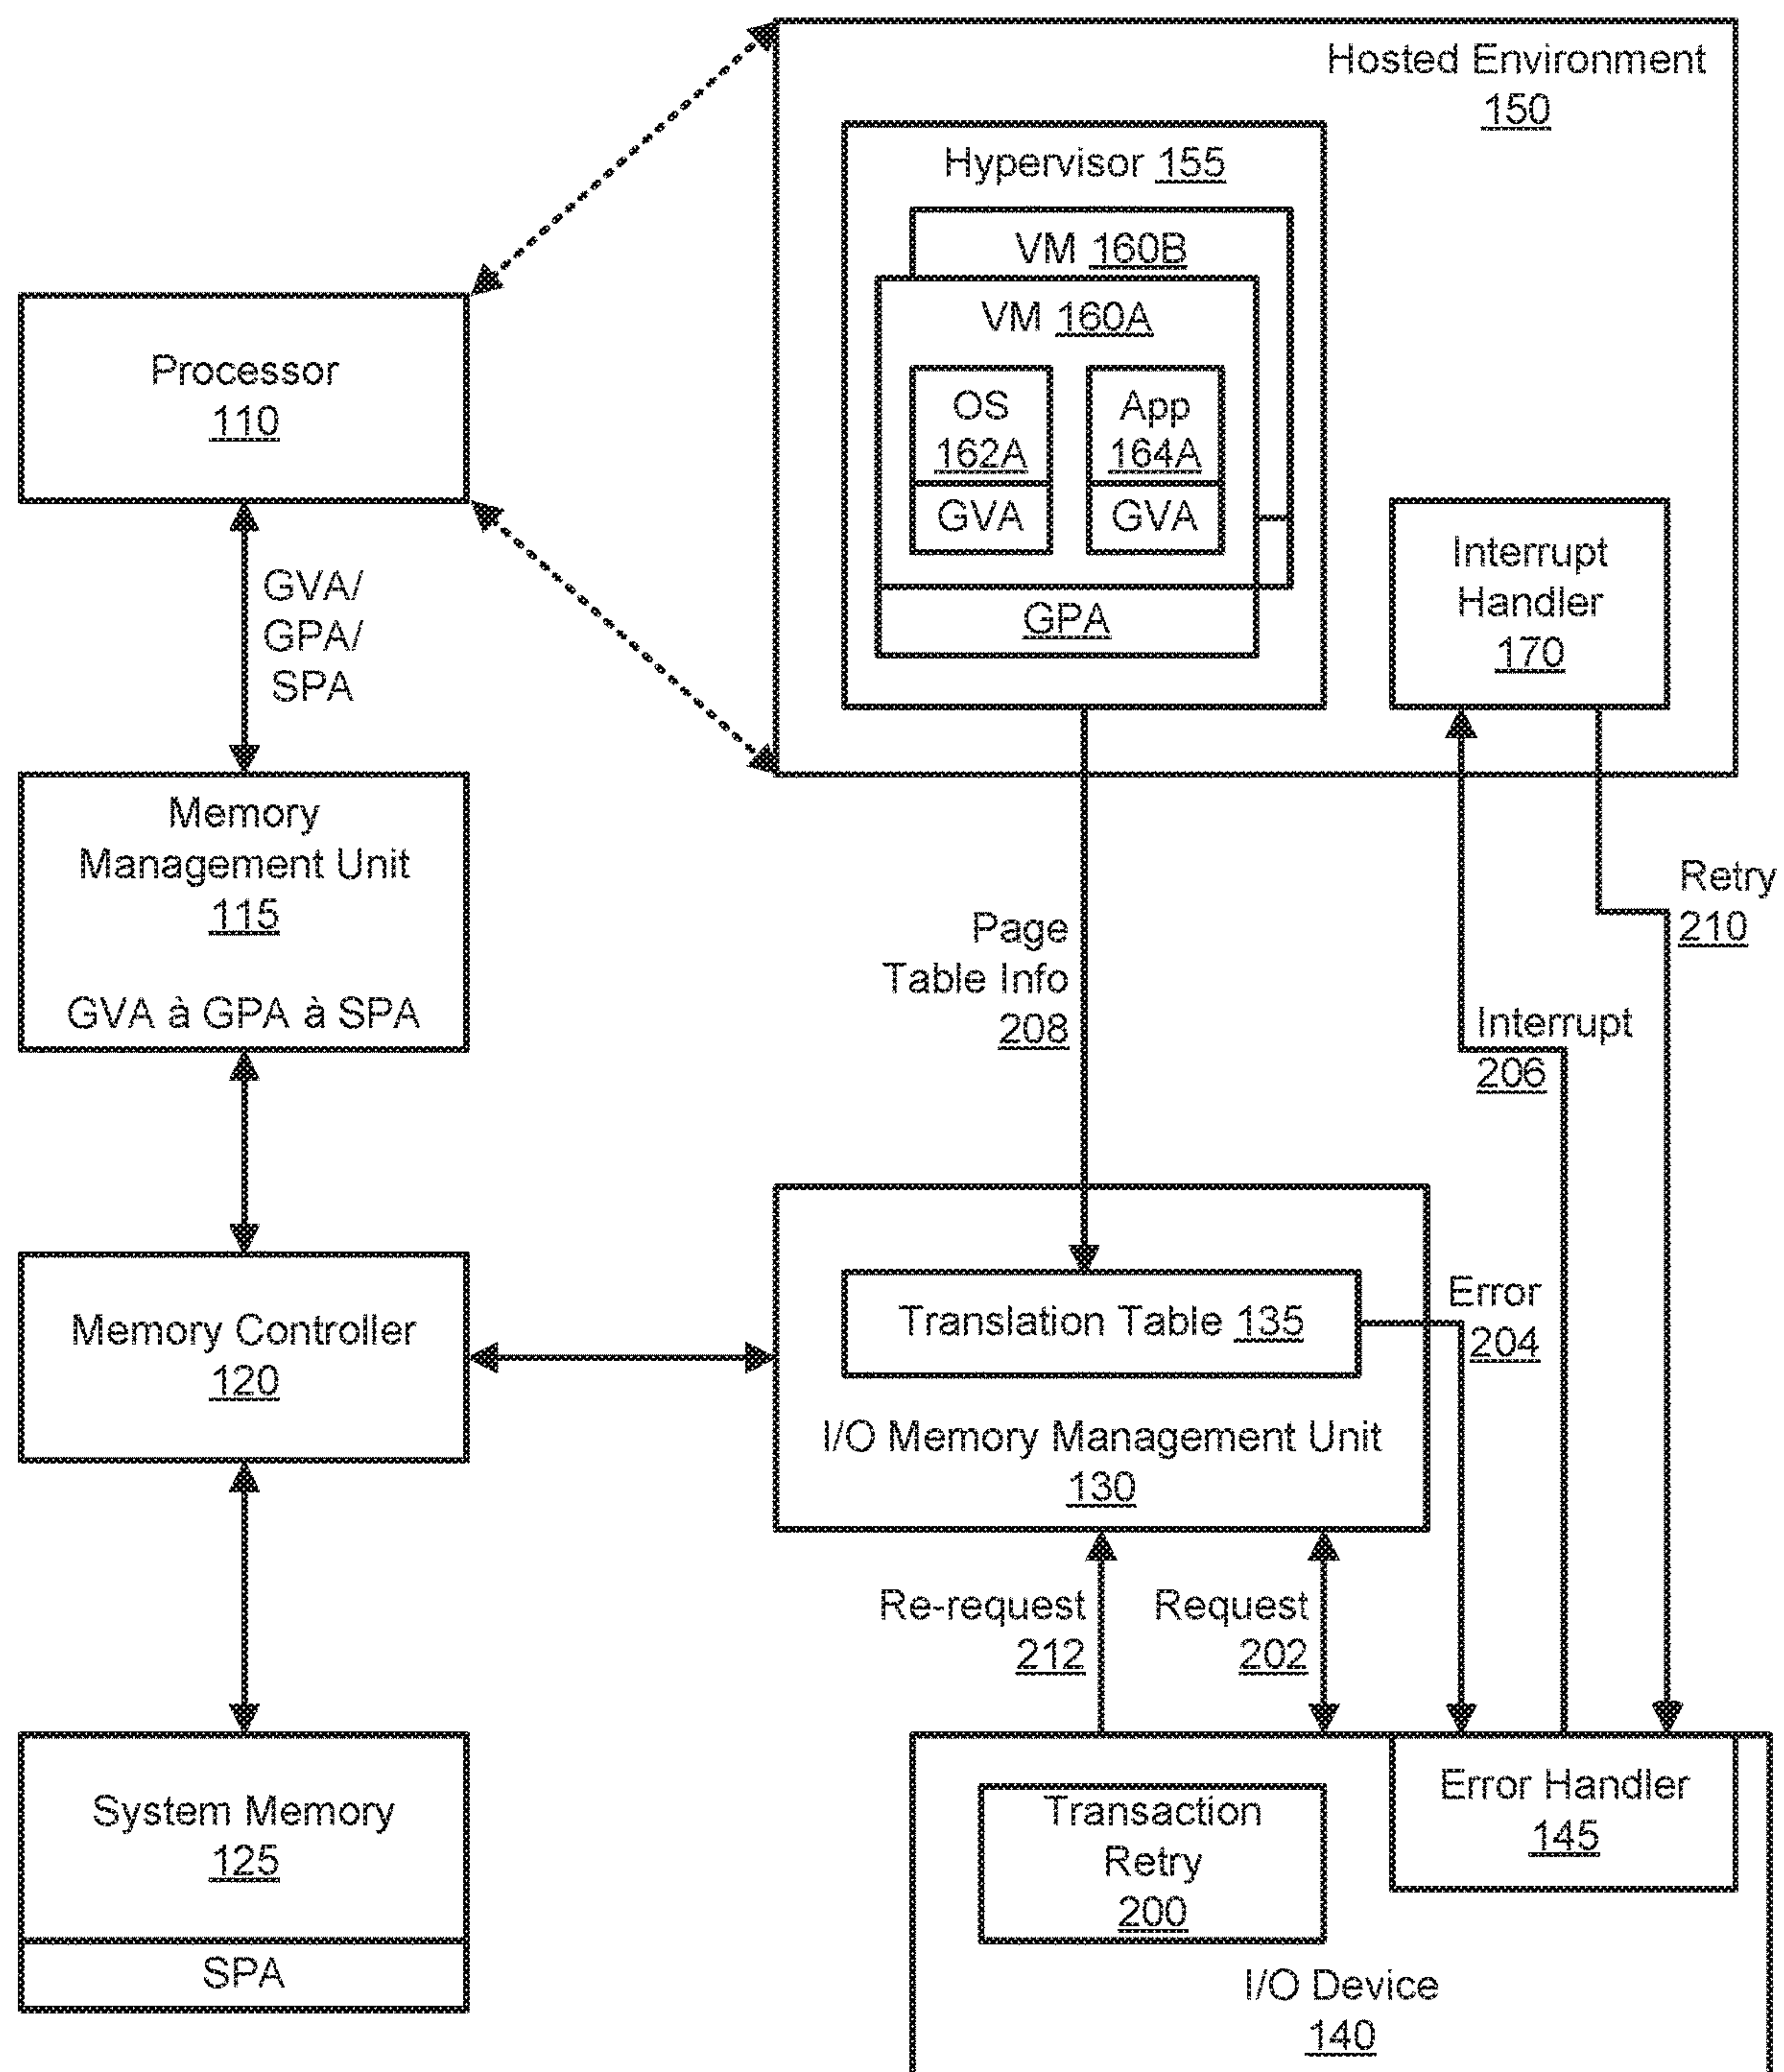 Hosted Environment
150
Hypervisor 155
VM 160B
VM 160A
OS
162A
GVA
App
164A
GVA
GPA
Interrupt
Handler
170
Processor
110
GVA/
GPA/
SPA
Memory
Management Unit
115
GVA à GPA à SPA
Page
Table Info
208
Retry
210
Interrupt
206
Memory Controller
120
Translation Table 135
I/O Memory Management Unit
130
Error
204
Re-request
212
Request
202
System Memory
125
SPA
Transaction
Retry
200
Error Handler
145
I/O Device
140